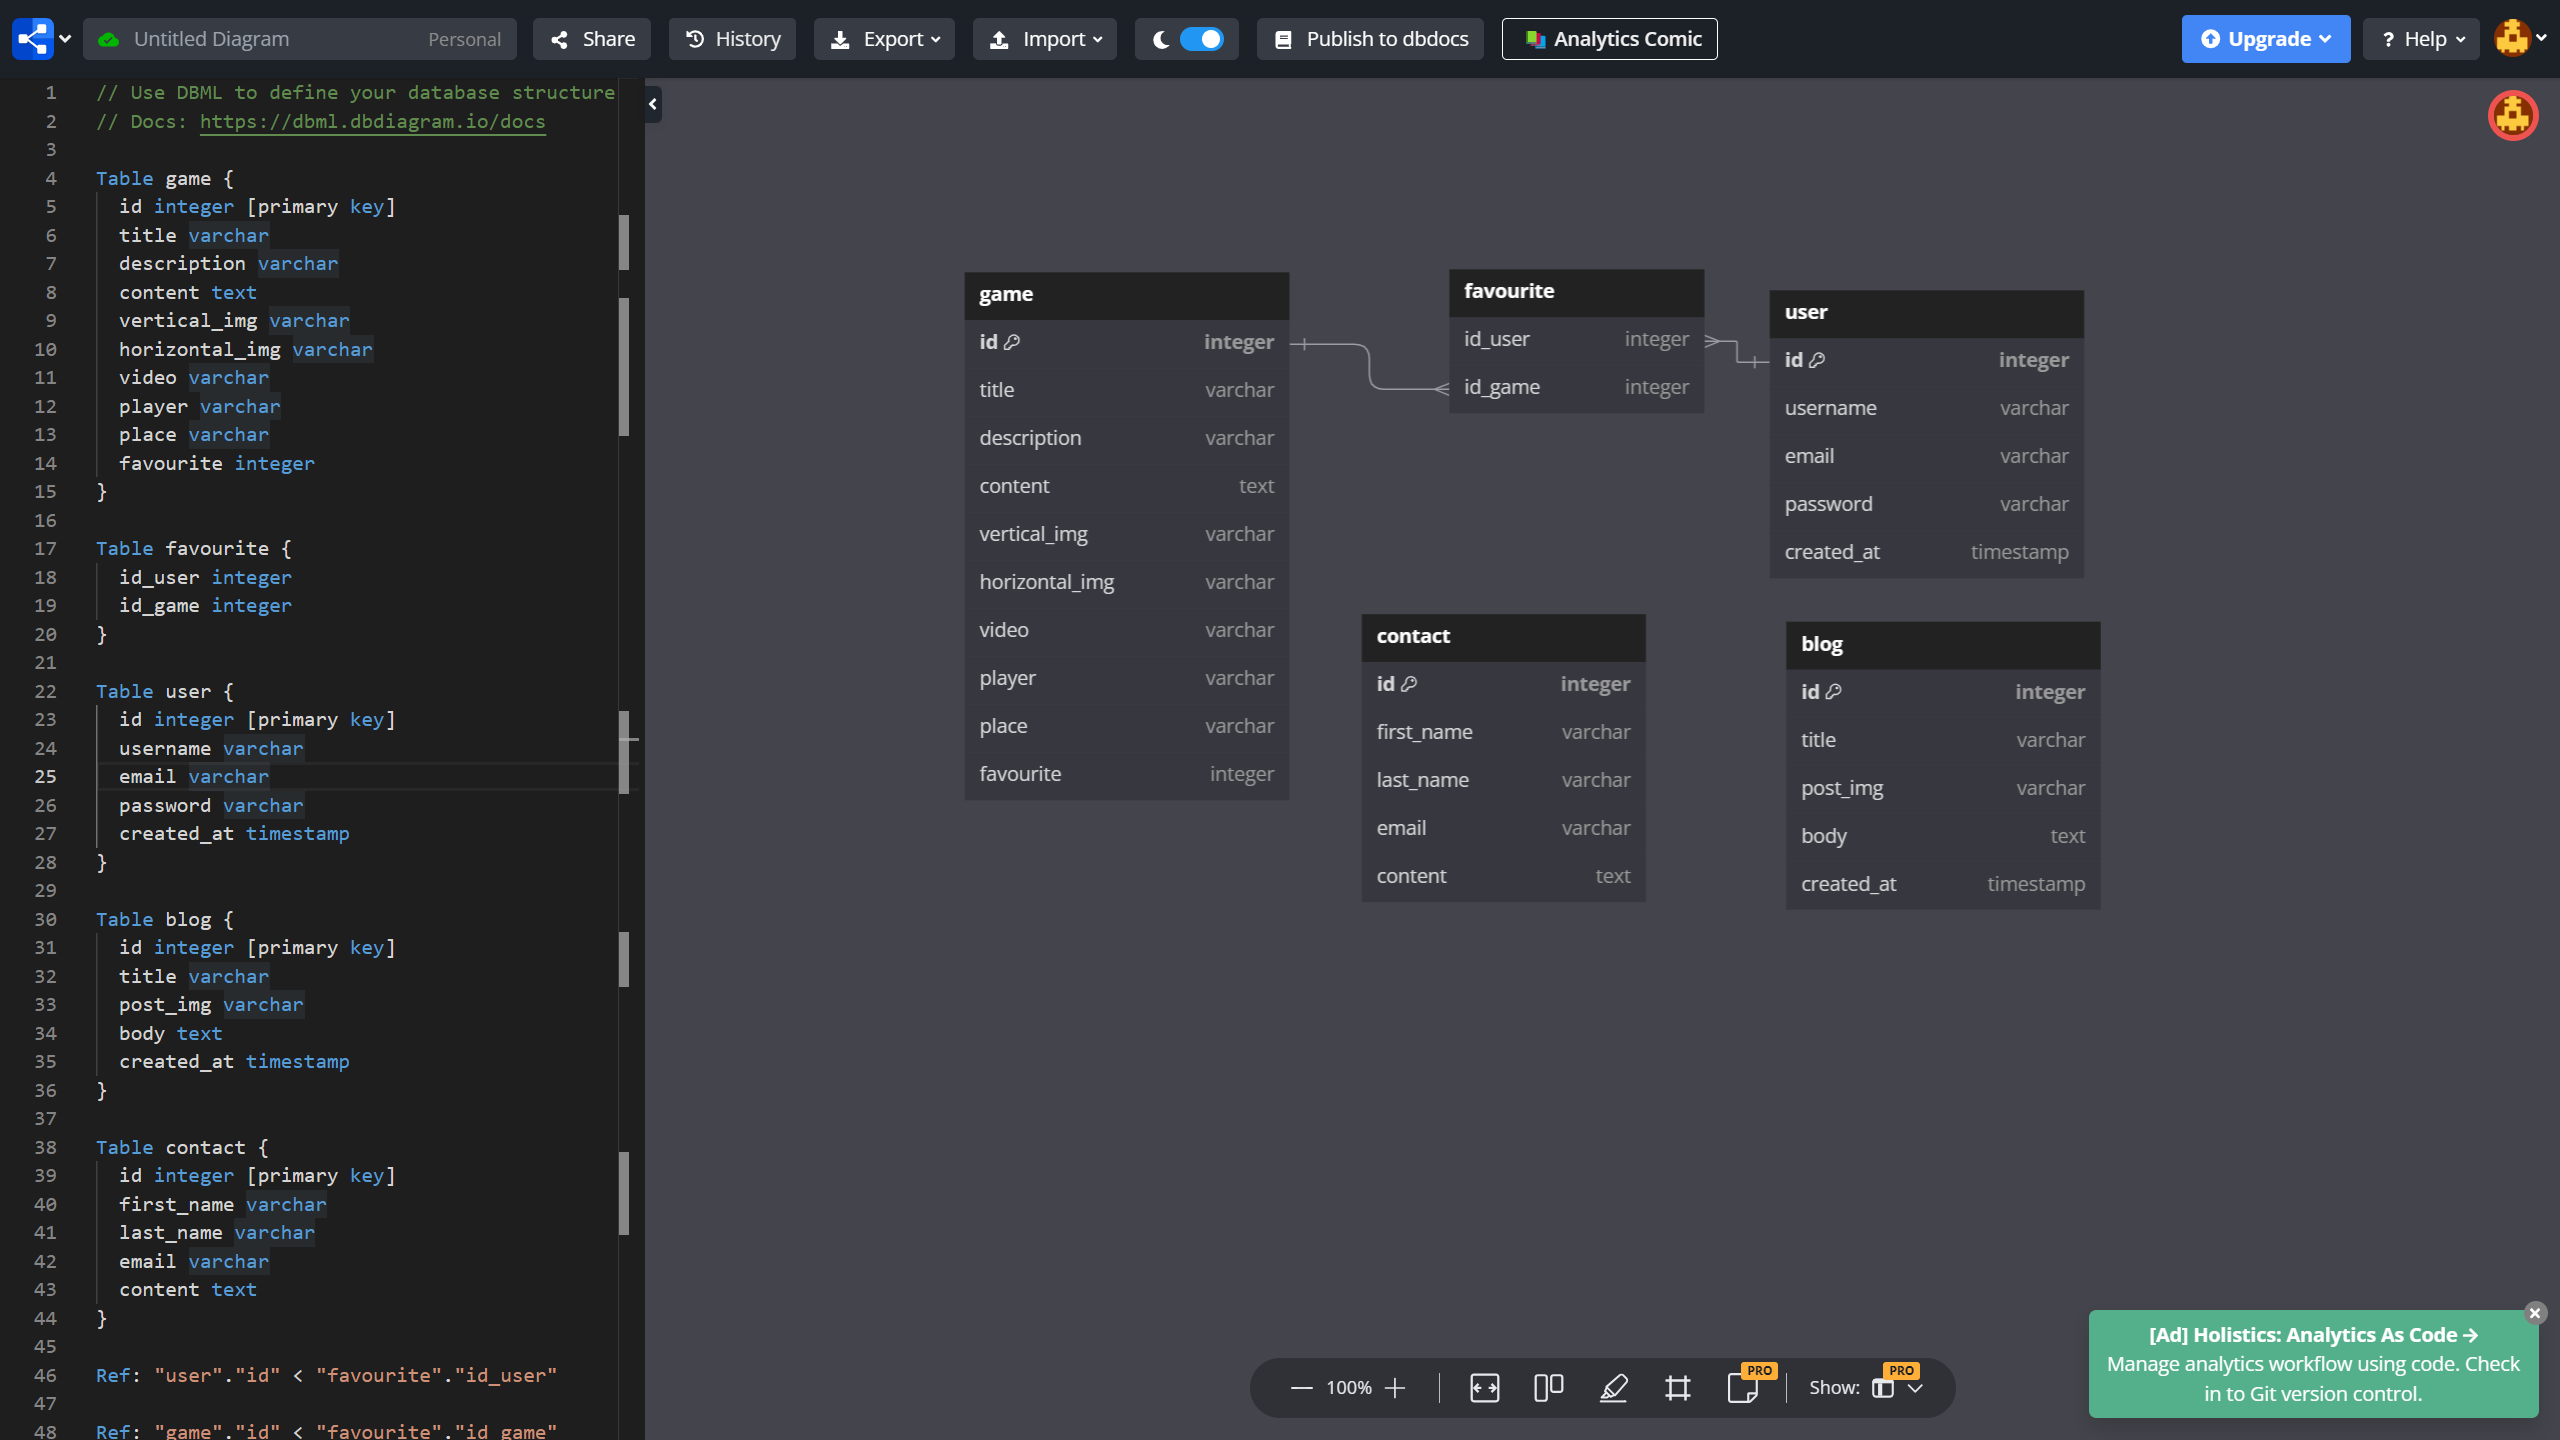 Untitled Diagram Personal Share History Export Import Publish to dbdocs Analytics Comic Upgrade ? Help
1 // Use DBML to define your database structure
2 // Docs: https://dbml.dbdiagram.io/docs
3
4 Table game {
5 id integer [primary key]
6 title varchar
7 description varchar
8 content text
9 vertical_img varchar
10 horizontal_img varchar
11 video varchar
12 player varchar
13 place varchar
14 favourite integer
15 }
16
17 Table favourite {
18 id_user integer
19 id_game integer
20 }
21
22 Table user {
23 id integer [primary key]
24 username varchar
25 email varchar
26 password varchar
27 created_at timestamp
28 }
29
30 Table blog {
31 id integer [primary key]
32 title varchar
33 post_img varchar
34 body text
35 created_at timestamp
36 }
37
38 Table contact {
39 id integer [primary key]
40 first_name varchar
41 last_name varchar
42 email varchar
43 content text
44 }
45
46 Ref: "user"."id" < "favourite"."id_user"
47
48 Ref: "game"."id" < "favourite"."id_game"
game
id integer
title varchar
description varchar
content text
vertical_img varchar
horizontal_img varchar
video varchar
player varchar
place varchar
favourite integer
favourite
id_user integer
id_game integer
user
id integer
username varchar
email varchar
password varchar
created_at timestamp
contact
id integer
first_name varchar
last_name varchar
email varchar
content text
blog
id integer
title varchar
post_img varchar
body text
created_at timestamp
100% PRO Show: PRO
[Ad] Holistics: Analytics As Code →
Manage analytics workflow using code. Check
in to Git version control.